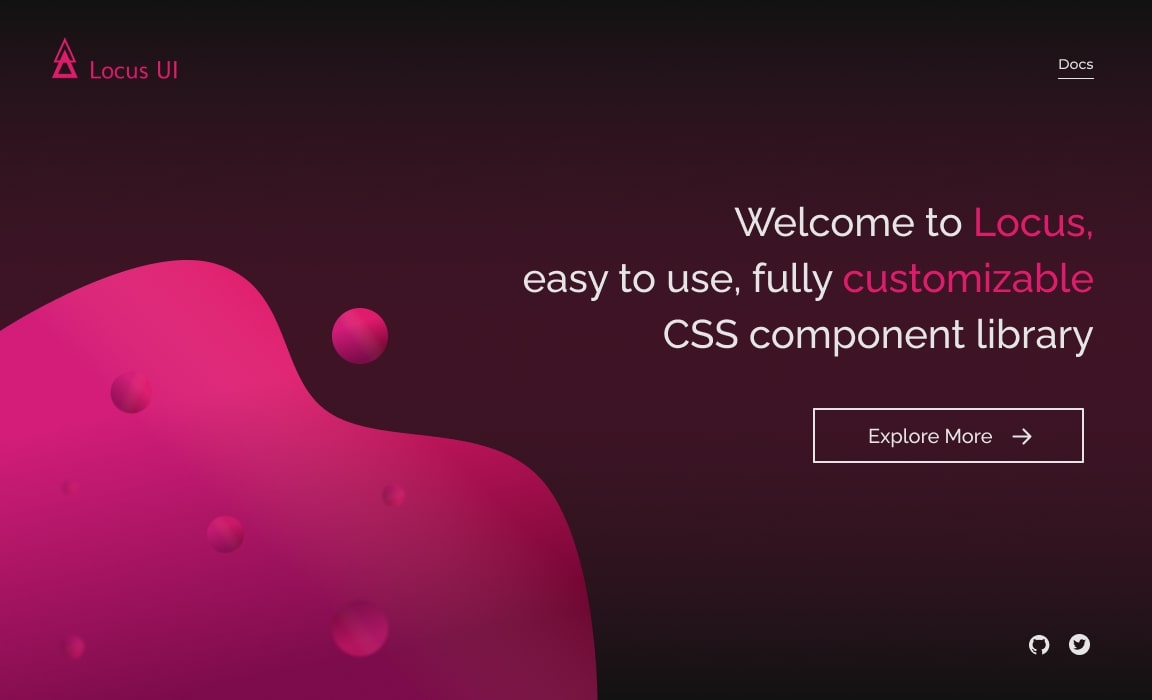 Locus UI
Docs
Welcome to Locus,
easy to use, fully customizable
CSS component library
Explore More